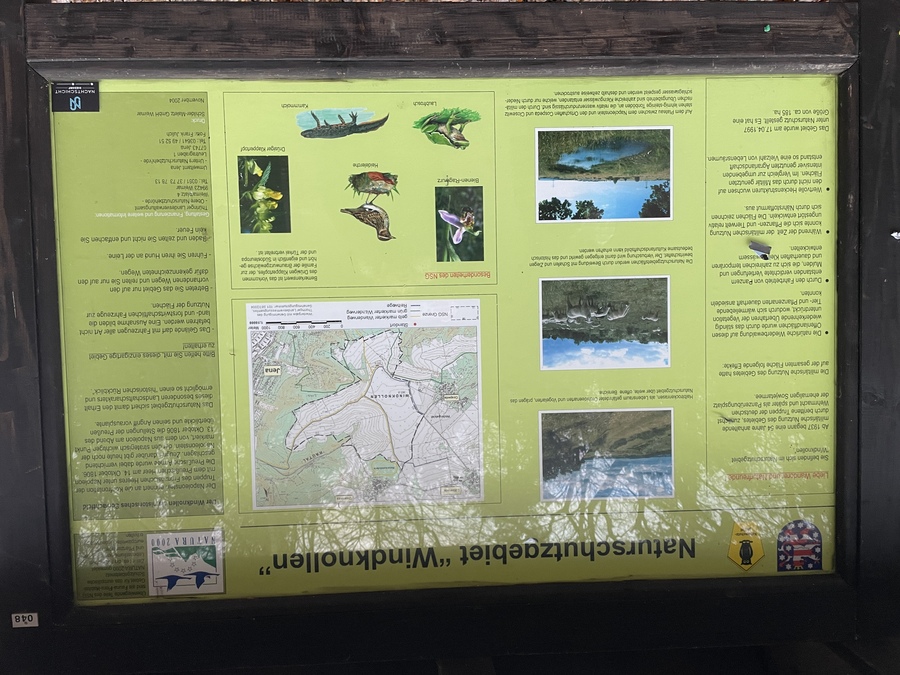 048
Naturschutzgebiet “Windknollen”
NATURA 2000
Liebe Wanderer und Naturfreunde!
Sie befinden sich im Naturschutzgebiet
"Windknollen".
Ab 1937 begann eine 54 Jahre anhaltende
militärische Nutzung des Gebietes, zunächst
durch berittene Truppen der deutschen
Wehrmacht und später als Panzerübungsplatz
der ehemaligen Sowjetarmee.
Die militärische Nutzung des Gebietes hatte
auf der gesamten Fläche folgende Effekte:
● Die natürliche Wiederbewaldung auf diesen
Offenlandflächen wurde durch das ständig
wiederkehrende Überfahren der Vegetation
unterdrückt, wodurch sich wärmeliebende
Tier- und Pflanzenarten dauerhaft ansiedeln
konnten.
● Durch den Fahrbetrieb von Panzern
entstanden verdichtete Vertiefungen und
Mulden, die sich zu zahlreichen temporären
und dauerhaften
entwickelten.
● Während der Zeit der militärischen Nutzung
konnte sich die Pflanzen- und Tierwelt relativ
ungestört entwickeln. Die Flächen zeichnen
sich durch Nährstoffarmut aus.
● Wertvolle Heckenstrukturen wuchsen auf
den nicht durch das Militär genutzten
Flächen. Im Vergleich zur umgebenden
intensiver genutzten Agrarlandschaft
entstand so eine Vielzahl von Lebensräumen.
Das Gebiet wurde am 17.04.1997
unter Naturschutz gestellt. Es hat eine
Größe von ca. 185 ha.
Halbtrockenrasen, als Lebensraum gefährdeter Orchideenarten und Vogelarten, prägen das
Naturschutzgebiet über weite, offene Bereiche.
Die Naturschutzgebietsflächen werden durch Beweidung mit Schafen und Ziegen
bewirtschaftet. Der Verbuschung wird damit entgegen gewirkt und das historisch
bedeutsame Kulturlandschaftsbild kann erhalten werden.
Auf dem Plateau zwischen dem Napoleonstein und den Ortschaften Cospeda und Closewitz
stehen lehmig-steinige Tonböden an, die relativ wasserundurchlässig sind. Durch den militä-
rischen Übungsbetrieb sind zahlreiche Kleingewässer entstanden, welche nur durch Nieder-
schlagwasser gespeist werden und deshalb zeitweise austrocknen.
WINDKNOLLEN
Jena
NSG Grenze
Standort
gelb markierter Wanderweg
grün markierter Wanderweg
Reitwege
0 200 400 600 800 1000 Meter
Besonderheiten des NSG
Bemerkenswert ist das Vorkommen
des Drüsigen Klappertopfes, der zur
Familie der Braunwurzgewächse ge-
hört und eigentlich in Südosteuropa
und der Türkei verbreitet ist.
Bienen-Ragwurz
Heidelerche
Drüsiger Klappertopf
Laubfrosch
Kammmolch
Der Windknollen
Der Napoleonstein erinnert an die Konfrontation der
Truppen des Französischen Heeres unter Napoleon
mit dem Preußischen Heer am 14. Oktober 1806.
Die Preußische Armee wurde dabei vernichtend
geschlagen. Zeugnis darüber gibt heute noch der
Napoleonstein, der den strategisch wichtigen Punkt
markiert, von dem aus Napoleon am Abend des
13. Oktober 1806 die Stellungen der Preußen
überblickte und seinen Angriff vorausplante.
Das Naturschutzgebiet sichert damit den Erhalt
dieses besonderen Landschaftscharakters und
ermöglicht so einen "historischen Rückblick".
Bitte helfen Sie mit, dieses einzigartige Gebiet
zu erhalten!
- Das Gelände darf mit Fahrzeugen aller Art nicht
befahren werden. Eine Ausnahme bilden die
land- und forstwirtschaftlichen Fahrzeuge zur
Nutzung der Flächen.
- Betreten Sie das Gebiet nur auf den
vorhandenen Wegen und reiten Sie nur auf den
dafür gekennzeichneten Wegen.
- Führen Sie ihren Hund an der Leine.
- Baden und zelten Sie nicht und entfachen Sie
kein Feuer.
Gestaltung, Finanzierung und weitere Informationen:
Thüringer Landesverwaltungsamt
- Obere Naturschutzbehörde -
Weimarplatz 4
99423 Weimar
Tel.: 0361 / 37 73 76 13
Umweltamt Jena
- Untere Naturschutzbehörde -
Leutragraben 1
07743 Jena
Tel.: 03641 / 49 52 51
Foto: Frank Julich
Druck:
Schilder-Maletz GmbH Weimar
November 2004
NACHTSCHICHT